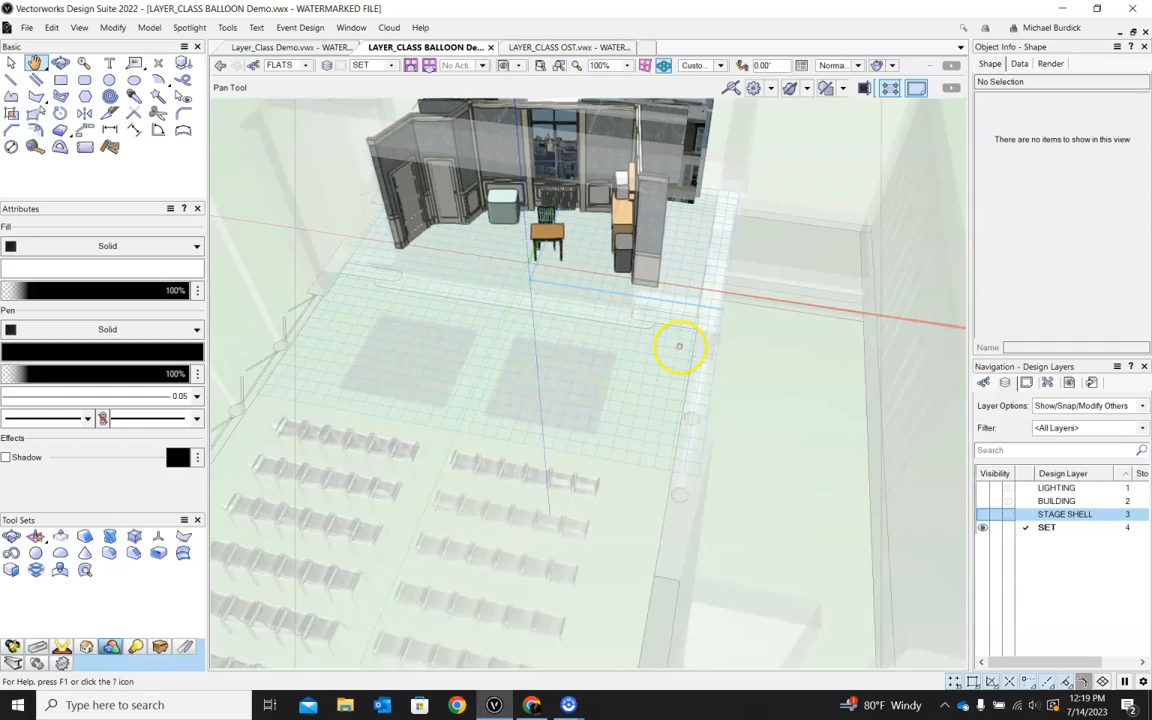 Vectorworks Design Suite 2022 - [LAYER_CLASS BALLOON Demo.vwx - WATERMARKED FILE]
File Edit View Modify Model Spotlight Tools Text Event Design Window Cloud Help
Michael Burdick
Basic
Layer_Class Demo.vwx - WATER...
LAYER_CLASS BALLOON De...
LAYER_CLASS OST.vwx — WATER...
Object Info - Shape
FLATS
SET
No Acti...
100%
Custo...
0.00°
Norma...
Shape Data Render
Pan Tool
No Selection
There are no items to show in this view
Attributes
Fill
Solid
100%
Pen
Solid
100%
0.05
Effects
Shadow
Name:
Navigation - Design Layers
Layer Options: Show/Snap/Modify Others
Filter: <All Layers>
Search
Visibility Design Layer # Sto
LIGHTING 1
BUILDING 2
STAGE SHELL 3
SET 4
Tool Sets
For Help, press F1 or click the ? icon
Type here to search
80°F Windy
12:19 PM
7/14/2023
2